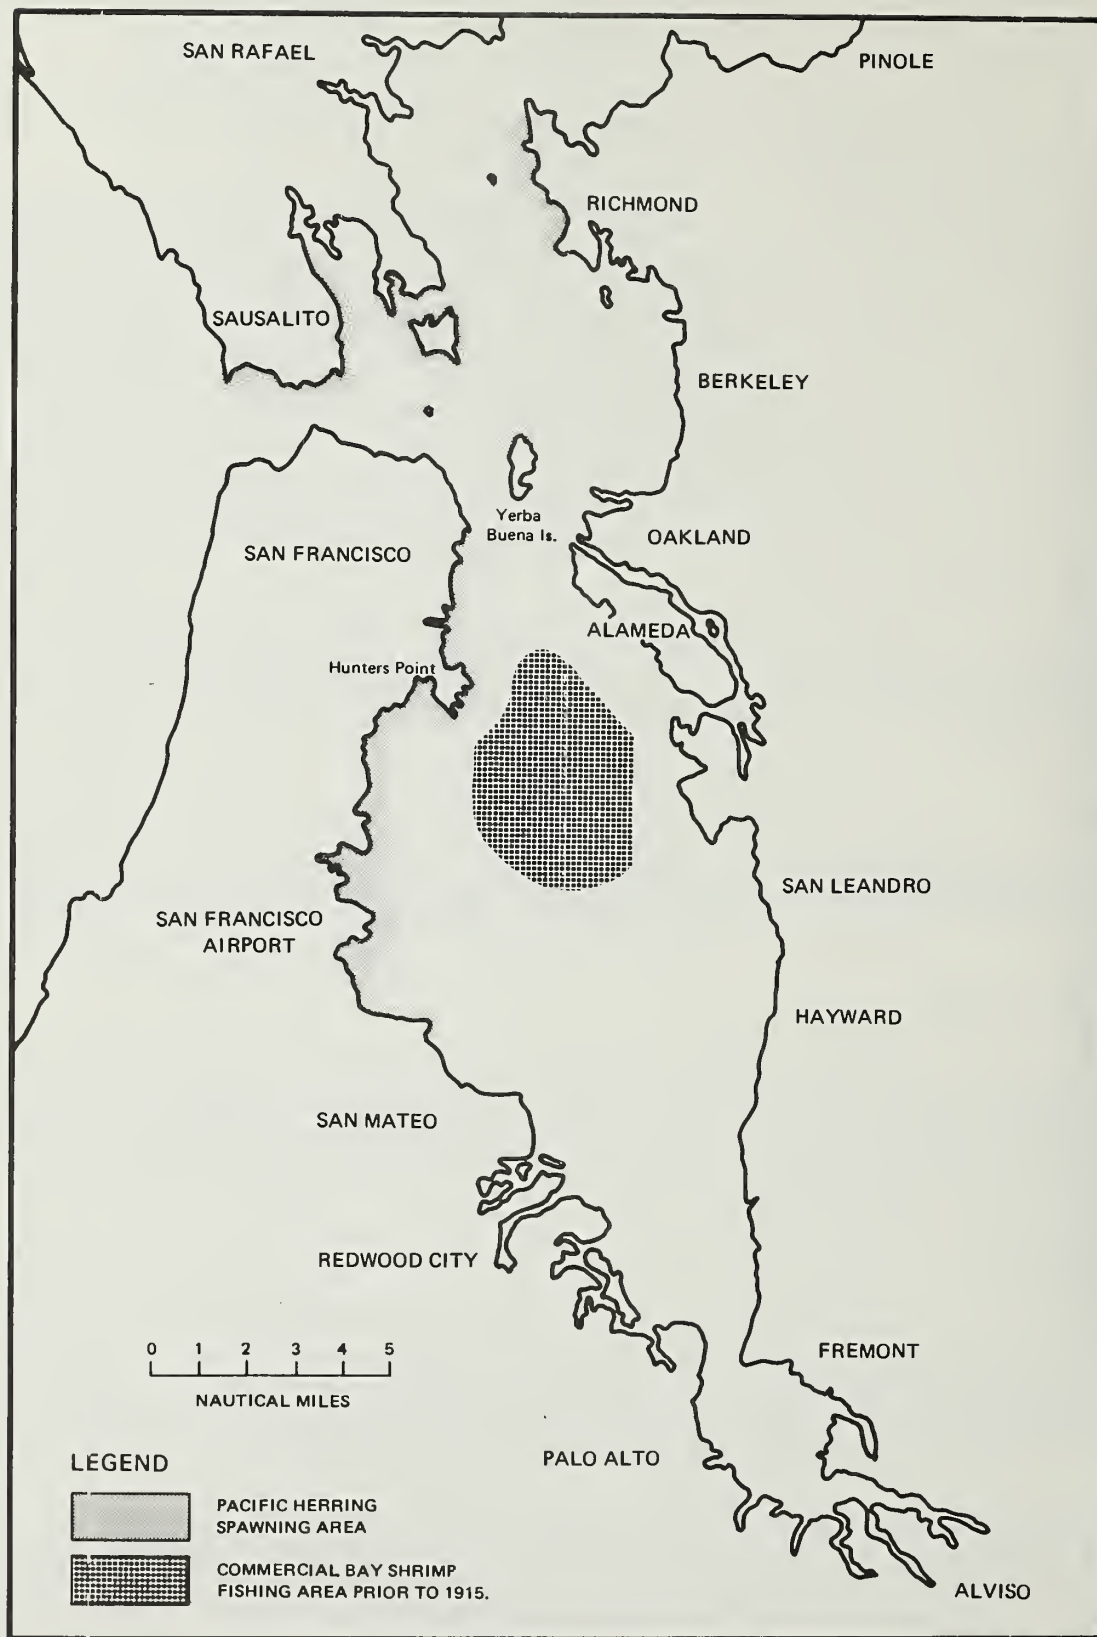 SAN RAFAEL
PINOLE
RICHMOND
SAUSALITO
BERKELEY
Yerba
Buena Is.
OAKLAND
SAN FRANCISCO
ALAMEDA
Hunters Point
SAN LEANDRO
SAN FRANCISCO
AIRPORT
HAYWARD
SAN MATEO
REDWOOD CITY
0 1 2 3 4 5
NAUTICAL MILES
FREMONT
PALO ALTO
LEGEND
PACIFIC HERRING
SPAWNING AREA
COMMERCIAL BAY SHRIMP
FISHING AREA PRIOR TO 1915.
ALVISO